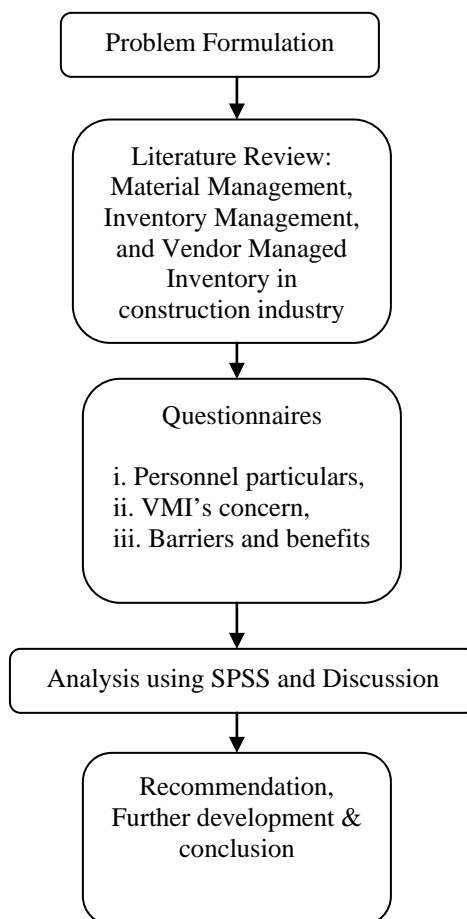 Problem Formulation
Literature Review:
Material Management,
Inventory Management,
and Vendor Managed
Inventory in
construction industry
Questionnaires
i. Personnel particulars,
ii. VMI’s concern,
iii. Barriers and benefits
Analysis using SPSS and Discussion
Recommendation,
Further development &
conclusion